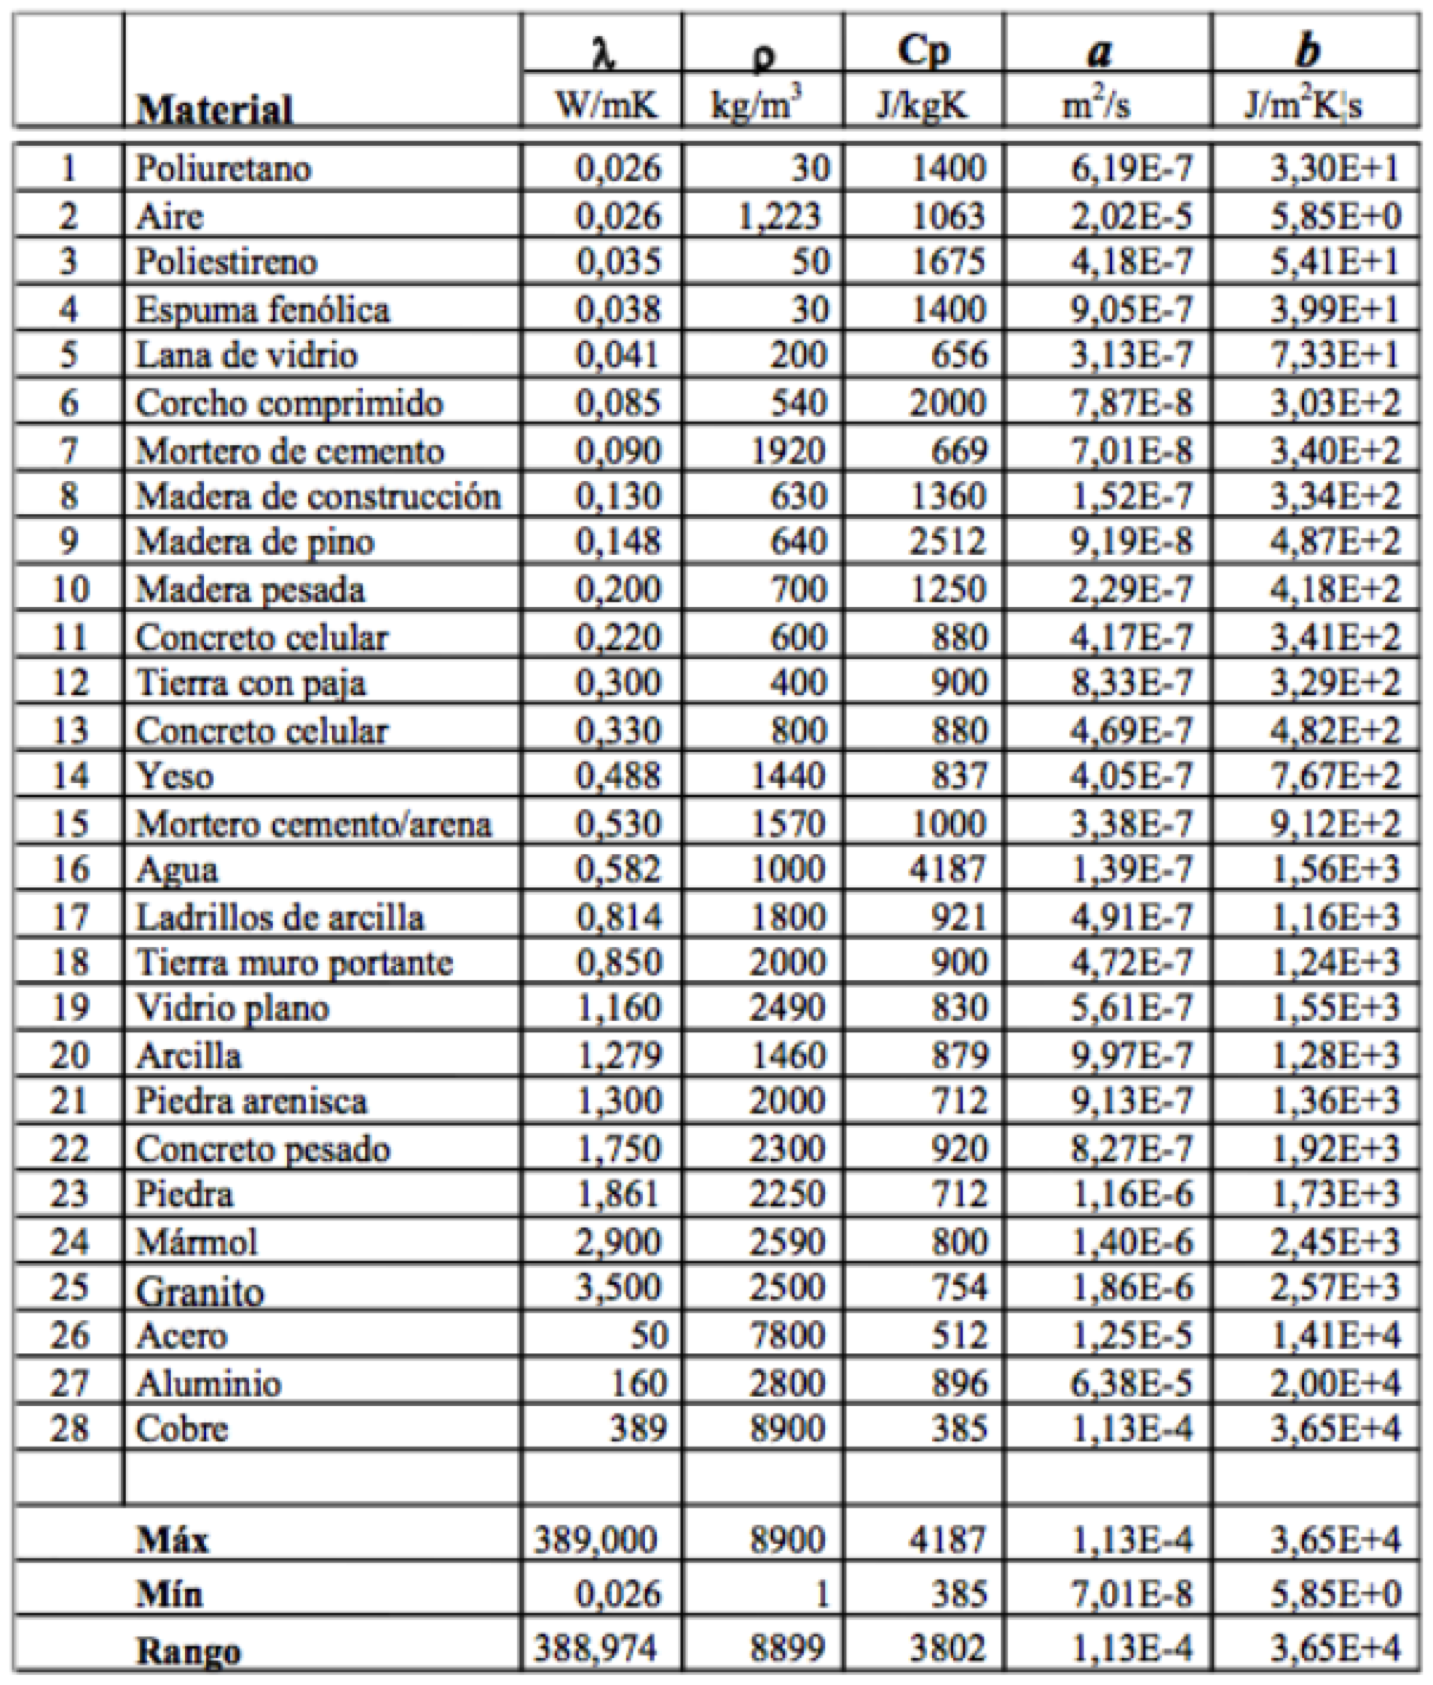 λ ρ Cp a b
Material W/mK kg/m³ J/kgK m²/s J/m²K¦s
1 Poliuretano 0,026 30 1400 6,19E-7 3,30E+1
2 Aire 0,026 1,223 1063 2,02E-5 5,85E+0
3 Poliestireno 0,035 50 1675 4,18E-7 5,41E+1
4 Espuma fenólica 0,038 30 1400 9,05E-7 3,99E+1
5 Lana de vidrio 0,041 200 656 3,13E-7 7,33E+1
6 Corcho comprimido 0,085 540 2000 7,87E-8 3,03E+2
7 Mortero de cemento 0,090 1920 669 7,01E-8 3,40E+2
8 Madera de construcción 0,130 630 1360 1,52E-7 3,34E+2
9 Madera de pino 0,148 640 2512 9,19E-8 4,87E+2
10 Madera pesada 0,200 700 1250 2,29E-7 4,18E+2
11 Concreto celular 0,220 600 880 4,17E-7 3,41E+2
12 Tierra con paja 0,300 400 900 8,33E-7 3,29E+2
13 Concreto celular 0,330 800 880 4,69E-7 4,82E+2
14 Yeso 0,488 1440 837 4,05E-7 7,67E+2
15 Mortero cemento/arena 0,530 1570 1000 3,38E-7 9,12E+2
16 Agua 0,582 1000 4187 1,39E-7 1,56E+3
17 Ladrillos de arcilla 0,814 1800 921 4,91E-7 1,16E+3
18 Tierra muro portante 0,850 2000 900 4,72E-7 1,24E+3
19 Vidrio plano 1,160 2490 830 5,61E-7 1,55E+3
20 Arcilla 1,279 1460 879 9,97E-7 1,28E+3
21 Piedra arenisca 1,300 2000 712 9,13E-7 1,36E+3
22 Concreto pesado 1,750 2300 920 8,27E-7 1,92E+3
23 Piedra 1,861 2250 712 1,16E-6 1,73E+3
24 Mármol 2,900 2590 800 1,40E-6 2,45E+3
25 Granito 3,500 2500 754 1,86E-6 2,57E+3
26 Acero 50 7800 512 1,25E-5 1,41E+4
27 Aluminio 160 2800 896 6,38E-5 2,00E+4
28 Cobre 389 8900 385 1,13E-4 3,65E+4
Máx 389,000 8900 4187 1,13E-4 3,65E+4
Mín 0,026 1 385 7,01E-8 5,85E+0
Rango 388,974 8899 3802 1,13E-4 3,65E+4